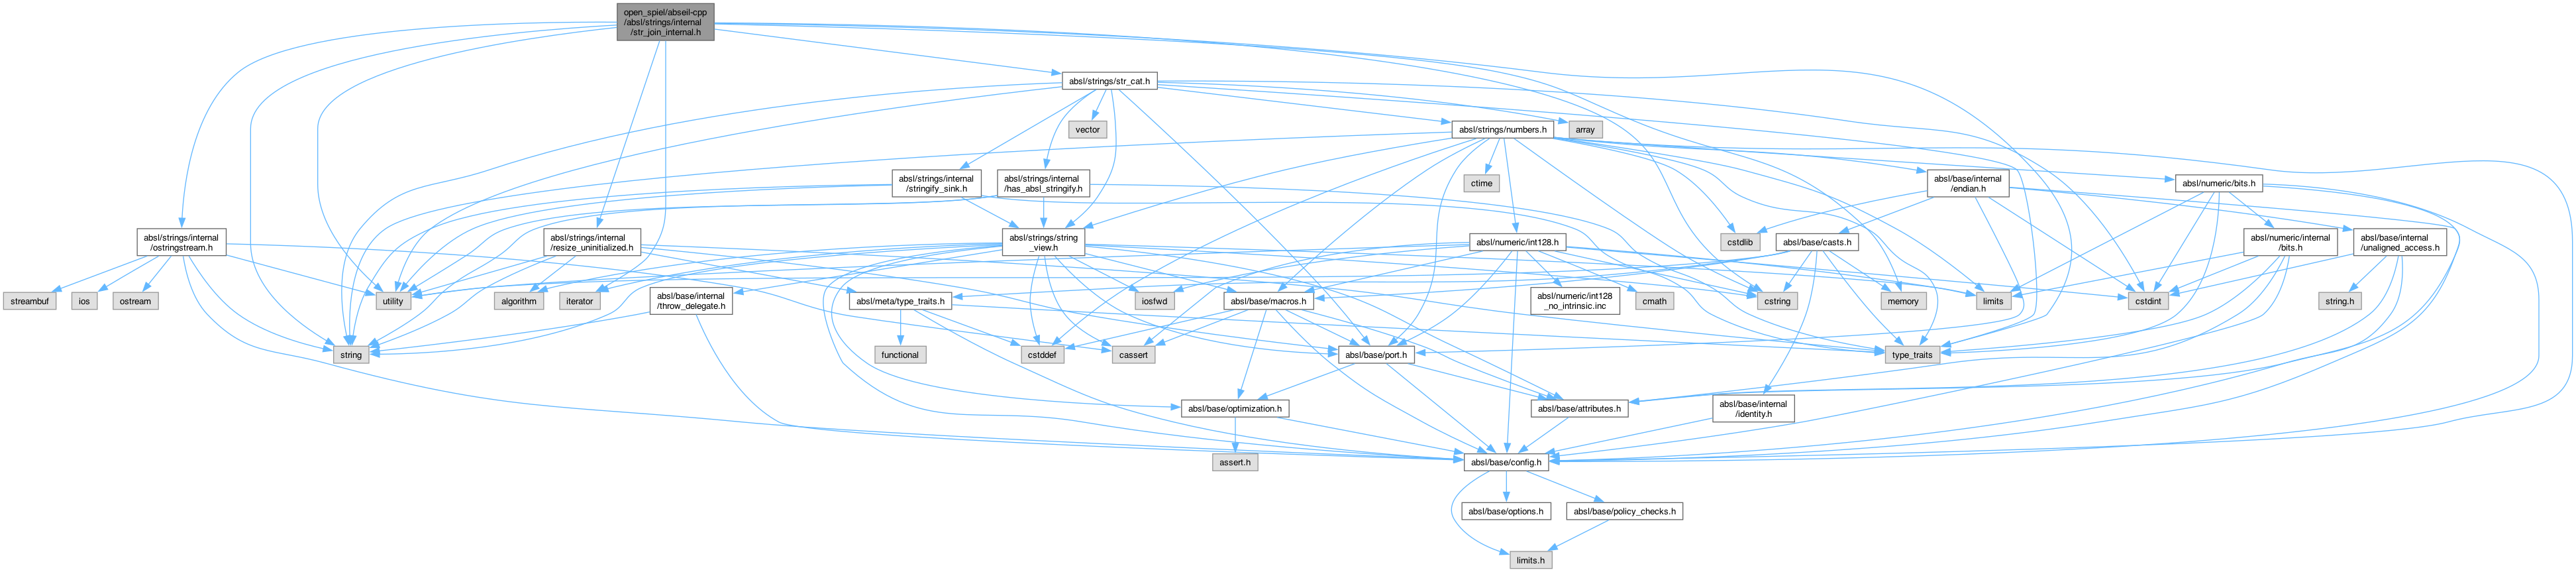 open_spiel/abseil-cpp
/absl/strings/internal
/str_join_internal.h
absl/strings/str_cat.h
vector
absl/strings/numbers.h
array
absl/strings/internal
/stringify_sink.h
absl/strings/internal
/has_absl_stringify.h
ctime
absl/base/internal
/endian.h
absl/numeric/bits.h
absl/strings/internal
/ostringstream.h
absl/strings/internal
/resize_uninitialized.h
absl/strings/string
_view.h
absl/numeric/int128.h
cstdlib
absl/base/casts.h
absl/numeric/internal
/bits.h
absl/base/internal
/unaligned_access.h
streambuf
ios
ostream
utility
algorithm
iterator
absl/base/internal
/throw_delegate.h
absl/meta/type_traits.h
iosfwd
absl/base/macros.h
absl/numeric/int128
_no_intrinsic.inc
cmath
cstring
memory
limits
cstdint
string.h
string
functional
cstddef
cassert
absl/base/port.h
type_traits
absl/base/optimization.h
absl/base/attributes.h
absl/base/internal
/identity.h
assert.h
absl/base/config.h
absl/base/options.h
absl/base/policy_checks.h
limits.h